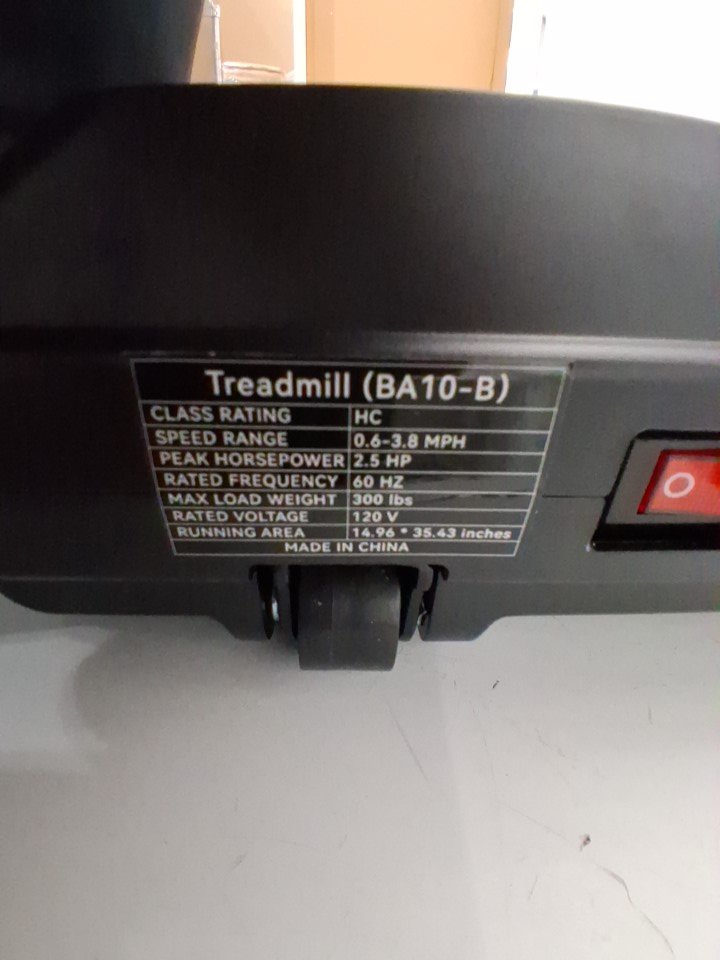 Treadmill (BA10-B)
CLASS RATING HC
SPEED RANGE 0.6-3.8 MPH
PEAK HORSEPOWER 2.5 HP
RATED FREQUENCY 60 HZ
MAX LOAD WEIGHT 300 lbs
RATED VOLTAGE 120 V
RUNNING AREA 14.96 * 35.43 inches
MADE IN CHINA